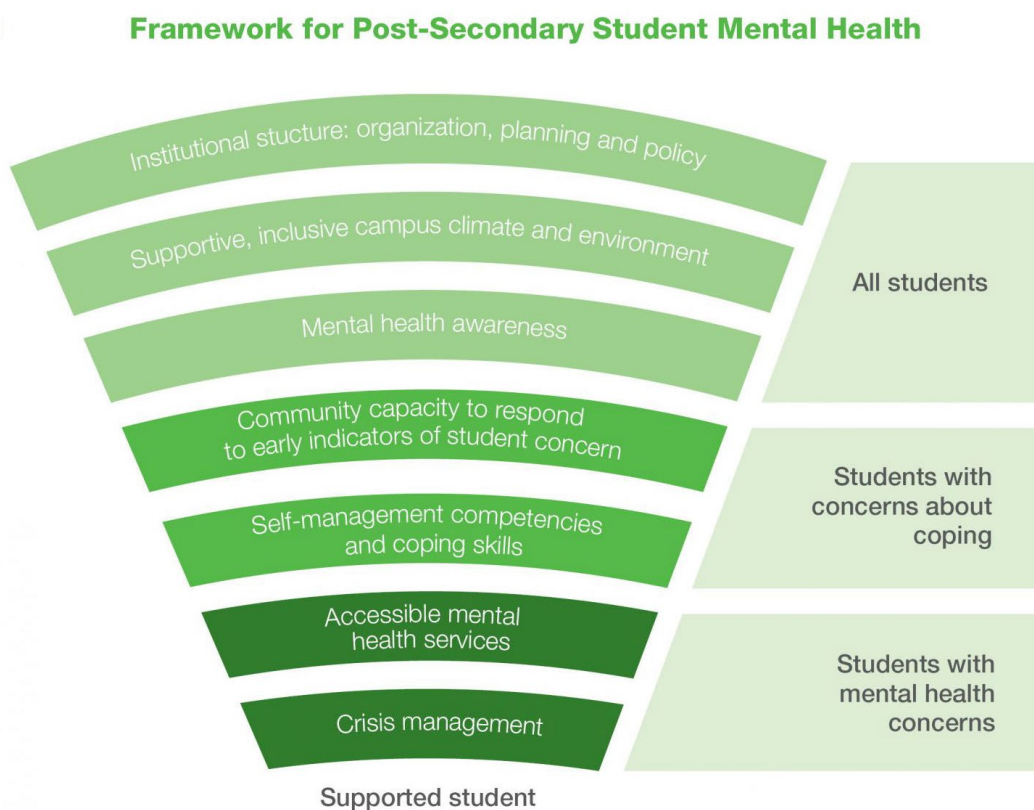 Framework for Post-Secondary Student Mental Health
Institutional stucture: organization, planning and policy
Supportive, inclusive campus climate and environment
Mental health awareness
All students
Community capacity to respond
to early indicators of student concern
Self-management competencies
and coping skills
Students with
concerns about
coping
Accessible mental
health services
Crisis management
Students with
mental health
concerns
Supported student